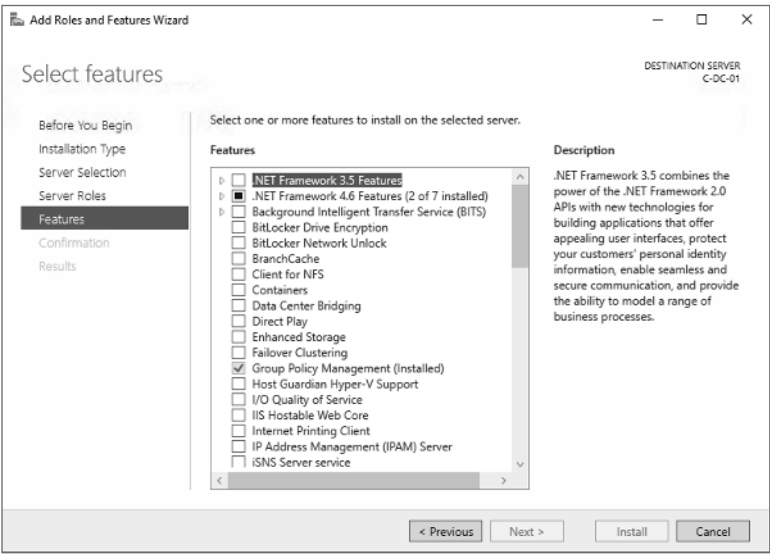 Add Roles and Features Wizard
Select features
DESTINATION SERVER
C-DC-01
Before You Begin
Installation Type
Server Selection
Server Roles
Features
Confirmation
Results
Select one or more features to install on the selected server.
Features
.NET Framework 3.5 Features
.NET Framework 4.6 Features (2 of 7 installed)
Background Intelligent Transfer Service (BITS)
BitLocker Drive Encryption
BitLocker Network Unlock
BranchCache
Client for NFS
Containers
Data Center Bridging
Direct Play
Enhanced Storage
Failover Clustering
Group Policy Management (Installed)
Host Guardian Hyper-V Support
I/O Quality of Service
IIS Hostable Web Core
Internet Printing Client
IP Address Management (IPAM) Server
iSNS Server service
Description
.NET Framework 3.5 combines the
power of the .NET Framework 2.0
APIs with new technologies for
building applications that offer
appealing user interfaces, protect
your customers' personal identity
information, enable seamless and
secure communication, and provide
the ability to model a range of
business processes.
< Previous
Next >
Install
Cancel